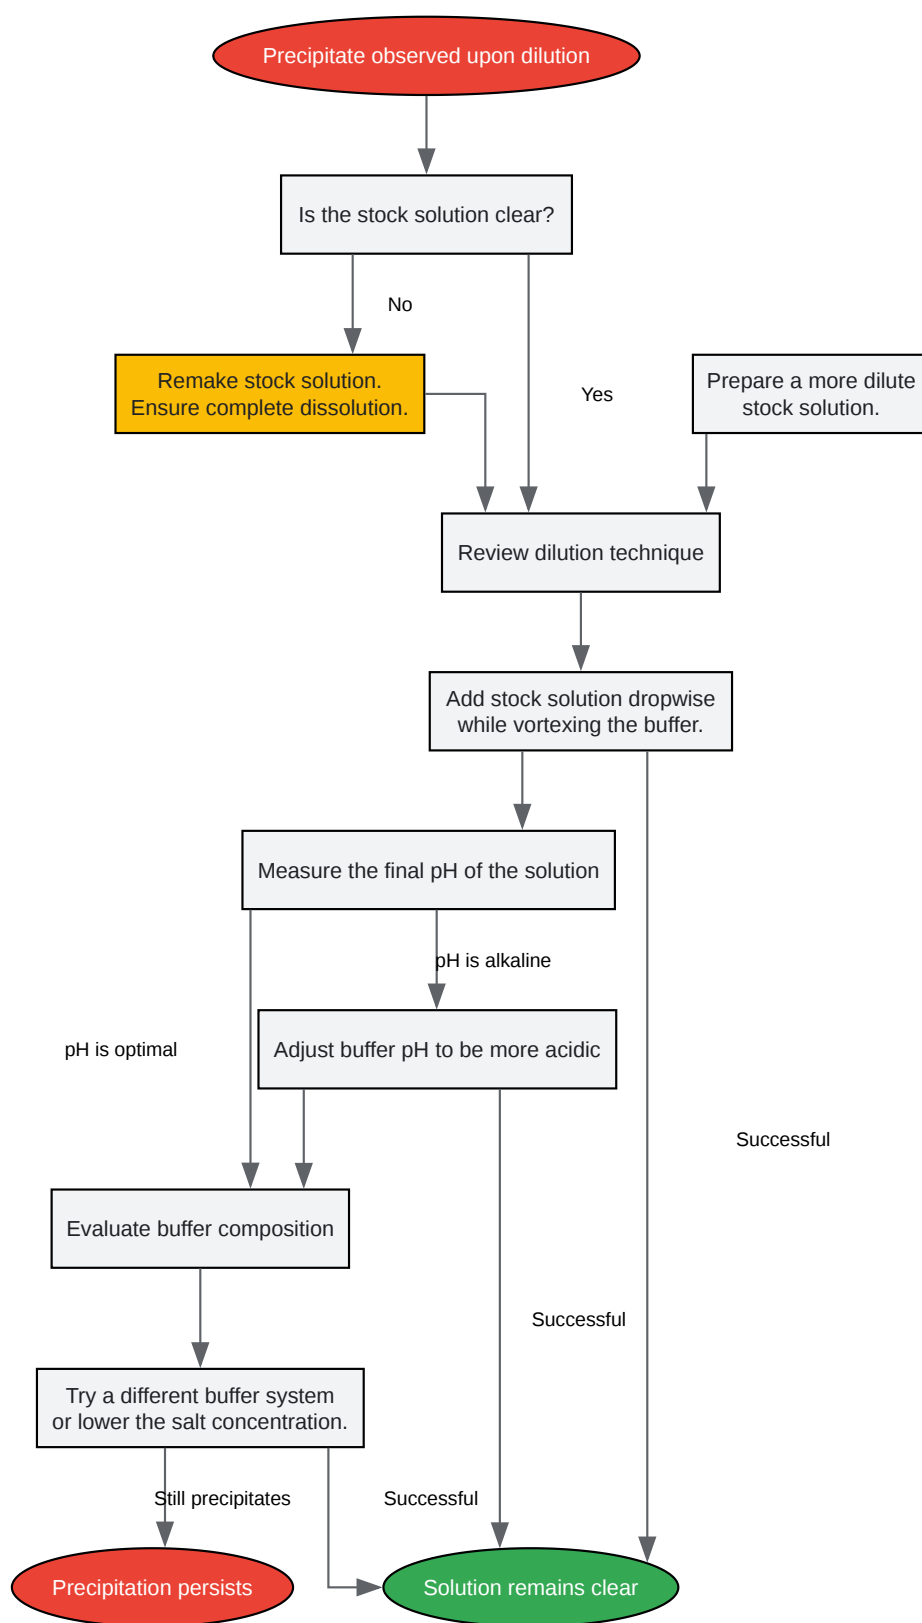 Precipitate observed upon dilution
Is the stock solution clear?
No
Remake stock solution.
Ensure complete dissolution.
Yes
Prepare a more dilute
stock solution.
Review dilution technique
Add stock solution dropwise
while vortexing the buffer.
Measure the final pH of the solution
pH is alkaline
pH is optimal
Adjust buffer pH to be more acidic
Successful
Evaluate buffer composition
Successful
Try a different buffer system
or lower the salt concentration.
Still precipitates
Successful
Precipitation persists
Solution remains clear